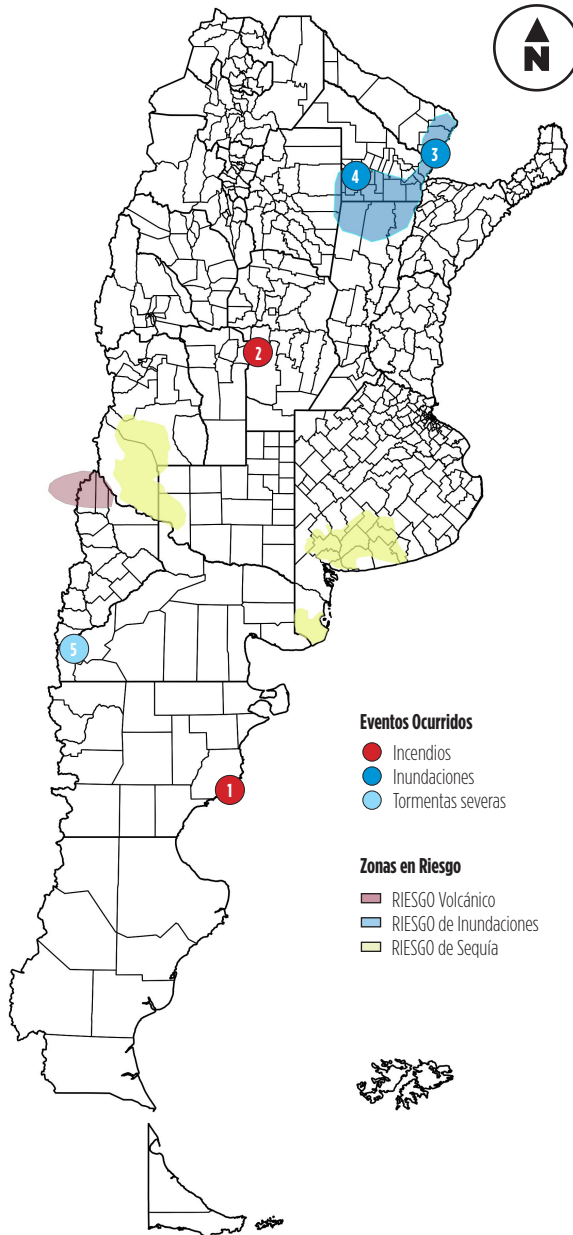 N
3
4
2
5
1
Eventos Ocurridos
Incendios
Inundaciones
Tormentas severas
Zonas en Riesgo
RIESGO Volcánico
RIESGO de Inundaciones
RIESGO de Sequía